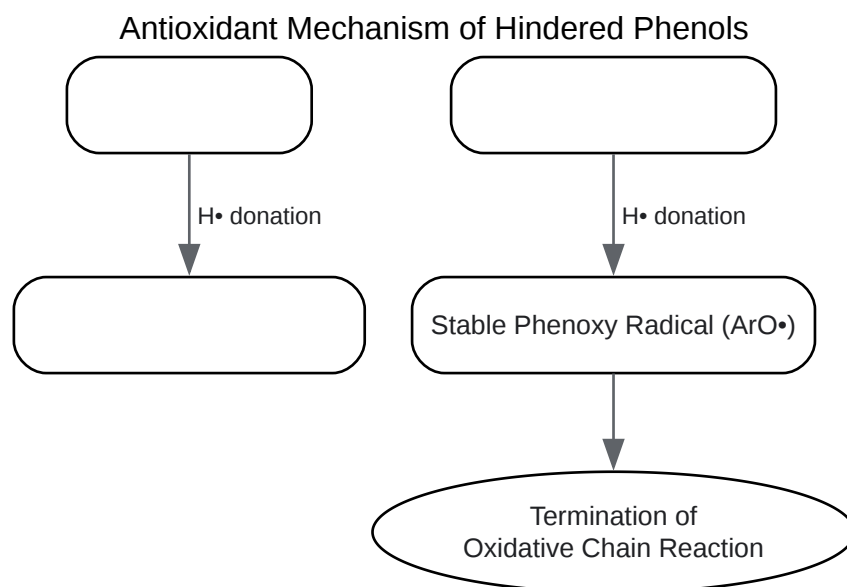 Antioxidant Mechanism of Hindered Phenols
H• donation
H• donation
Stable Phenoxy Radical (ArO•)
Termination of
Oxidative Chain Reaction